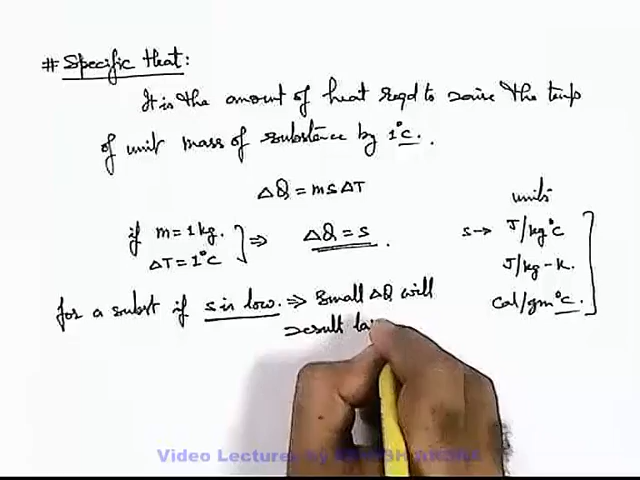 # Specific Heat:
It is the amount of heat reqd to raise the temp
of unit mass of substance by 1°c.
ΔQ = msΔT
units
if m = 1 kg.
ΔT = 1°C
⇒ ΔQ = s.
s → J/kg°C
J/kg-K.
Cal/gm°C.
for a subst if s is low. ⇒ Small ΔQ will
result la
Video Lectures by